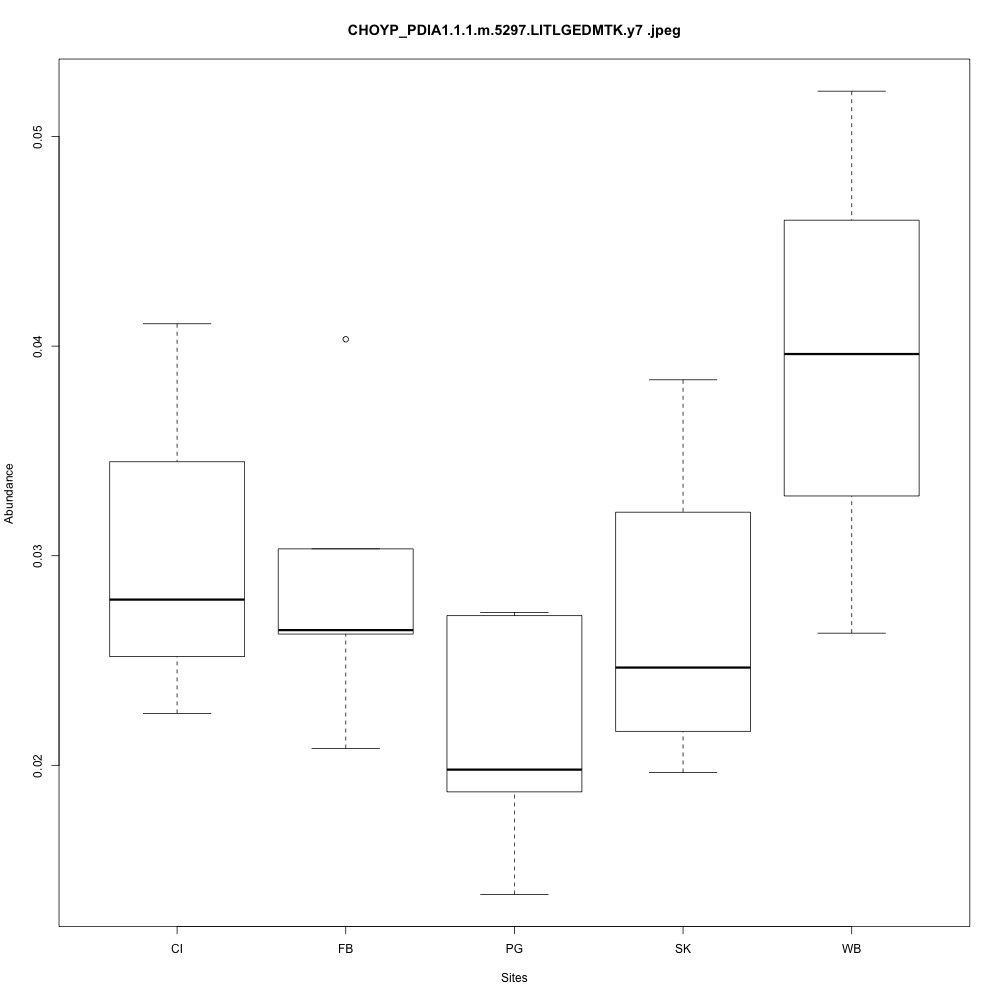 CHOYP_PDIA1.1.1.m.5297.LITLGEDMTK.y7 .jpeg
0.05
0.04
0.03
0.02
Abundance
CI FB PG SK WB
Sites